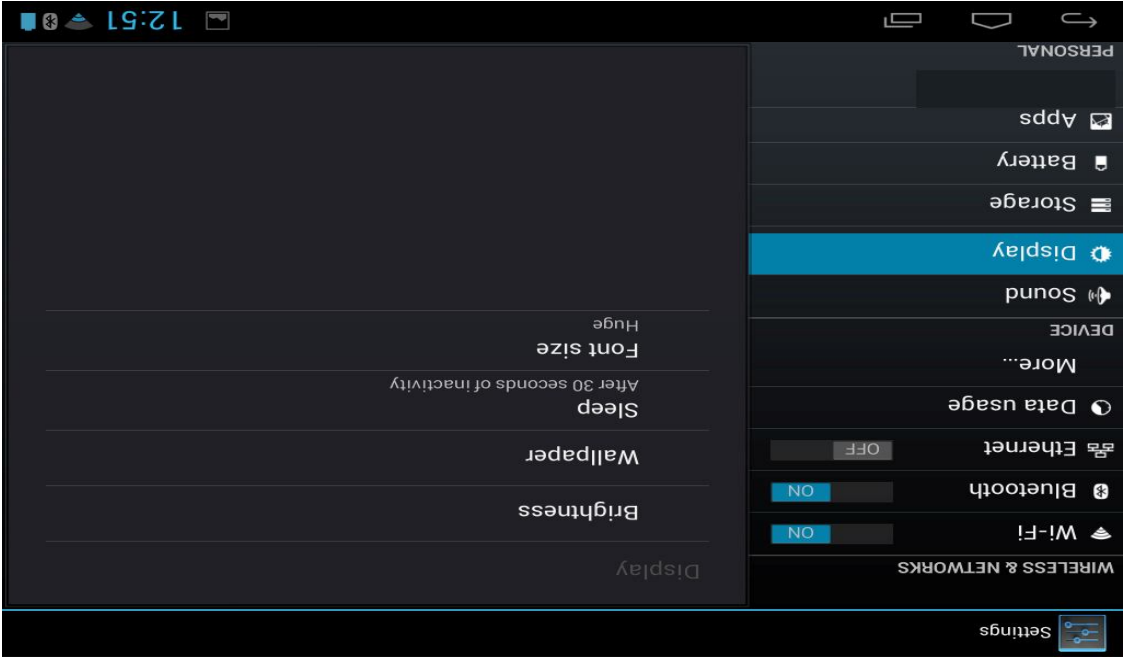 Settings
WIRELESS & NETWORKS
Wi-Fi ON
Bluetooth ON
Ethernet OFF
Data usage
More...
DEVICE
Sound
Display
Storage
Battery
Apps
PERSONAL
Display
Brightness
Wallpaper
Sleep
After 30 seconds of inactivity
Font size
Huge
12:51